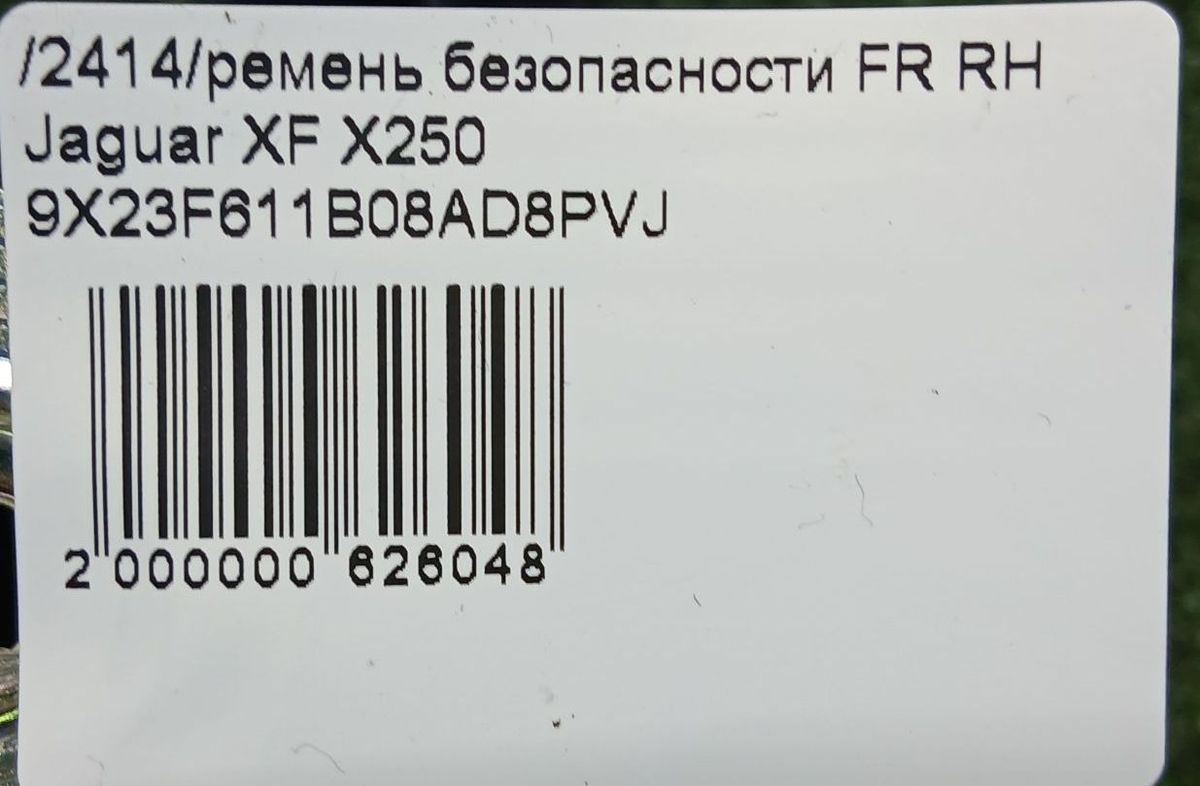 /2414/ремень безопасности FR RH
Jaguar XF X250
9X23F611B08AD8PVJ
2 000000 626048